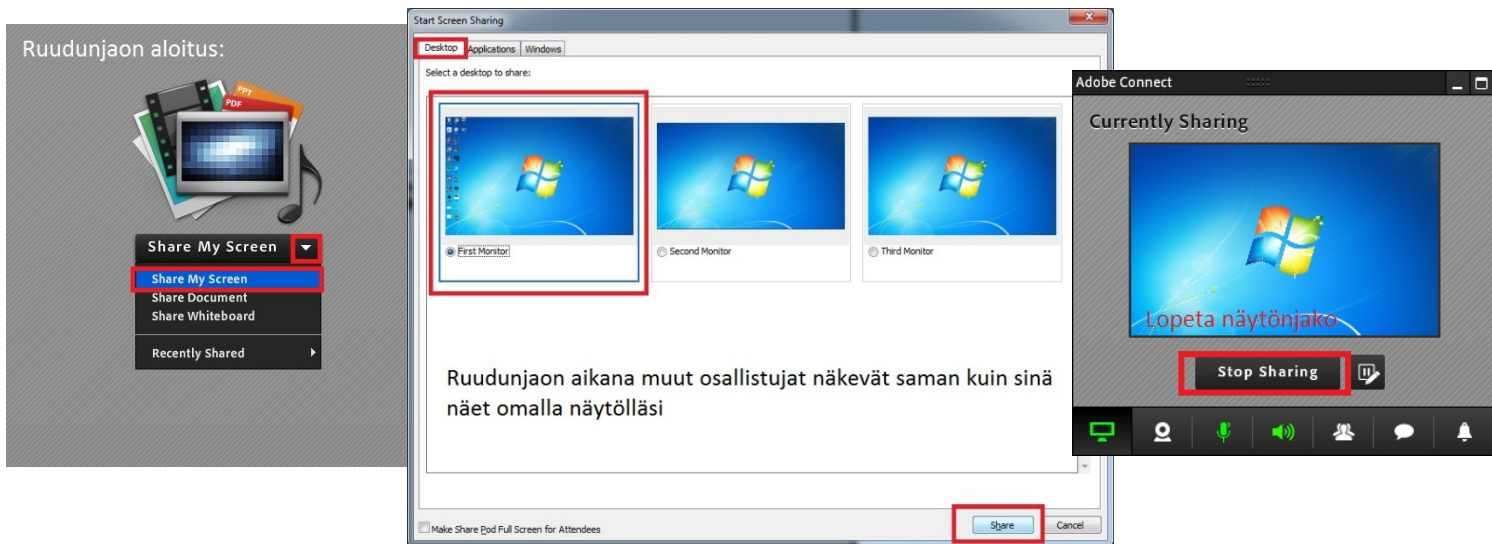 Ruudunjaon aloitus:
PPT
PDF
Share My Screen
Share My Screen
Share Document
Share Whiteboard
Recently Shared
Start Screen Sharing
Desktop Applications Windows
Select a desktop to share:
First Monitor
Second Monitor
Third Monitor
Ruudunjaon aikana muut osallistujat näkevät saman kuin sinä
näet omalla näytölläsi
Make Share Pod Full Screen for Attendees
Share Cancel
Adobe Connect
Currently Sharing
Lopeta näytönjako
Stop Sharing